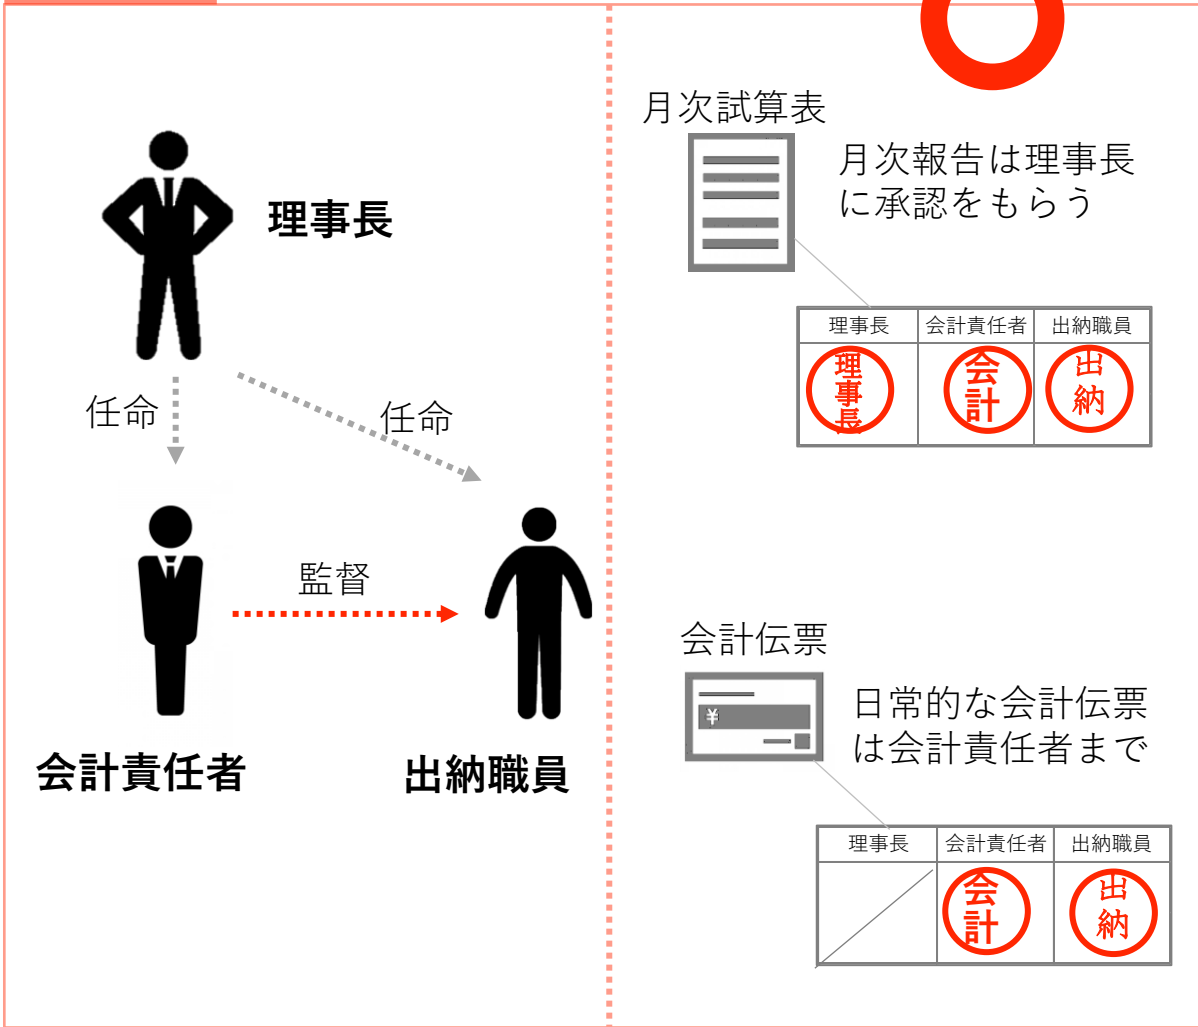 理事長
任命
任命
監督
会計責任者
出納職員
月次試算表
月次報告は理事長
に承認をもらう
理事長 会計責任者 出納職員
理事長 会計 出納
会計伝票
¥
日常的な会計伝票
は会計責任者まで
理事長 会計責任者 出納職員
会計 出納